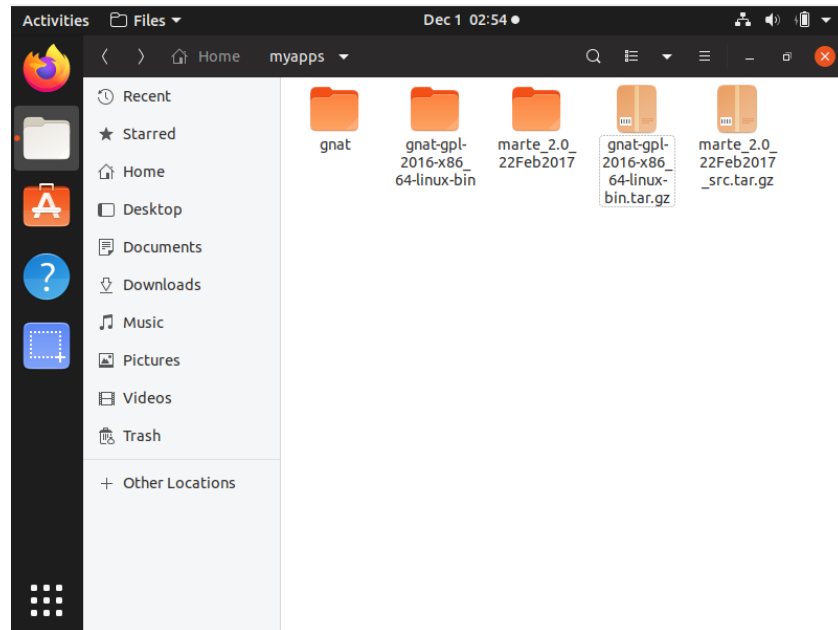 Activities Files Dec 1 02:54
Home myapps
Recent
Starred
Home
Desktop
Documents
Downloads
Music
Pictures
Videos
Trash
+ Other Locations
gnat
gnat-gpl-
2016-x86_
64-linux-bin
marte_2.0_
22Feb2017
gnat-gpl-
2016-x86_
64-linux-
bin.tar.gz
marte_2.0_
22Feb2017
_src.tar.gz